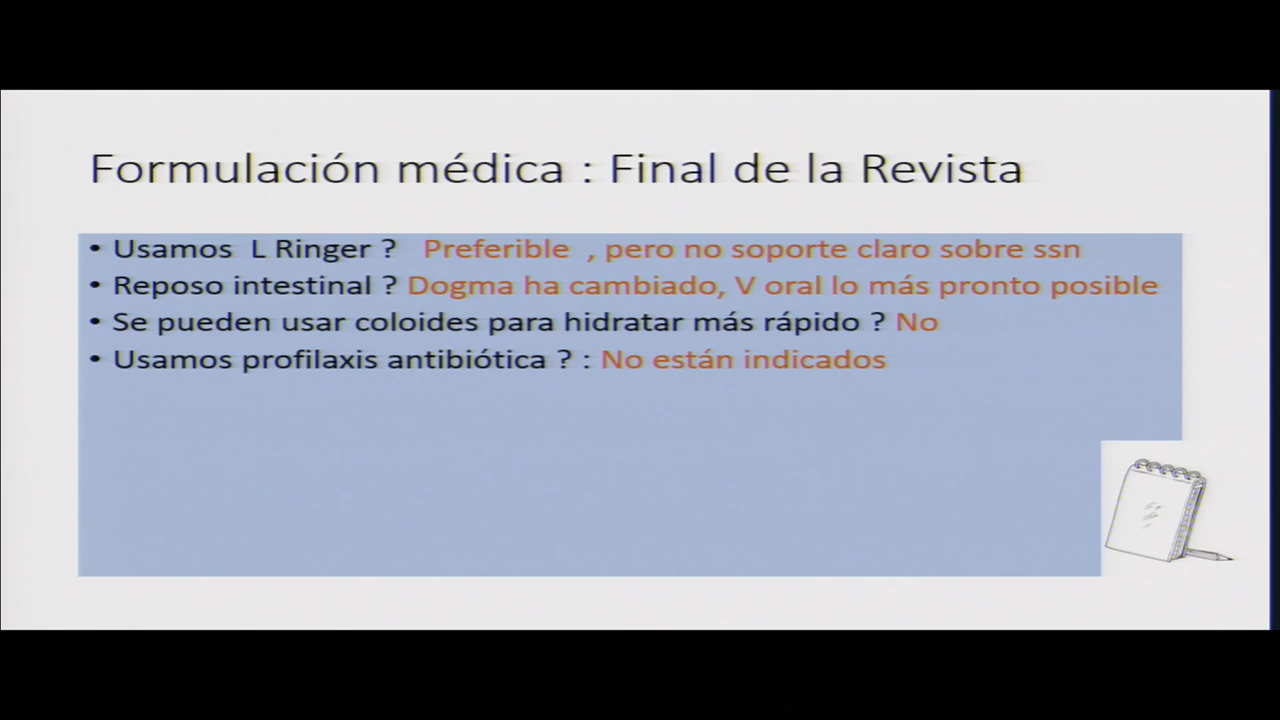 Formulación médica : Final de la Revista
• Usamos L Ringer ? Preferible , pero no soporte claro sobre ssn
• Reposo intestinal ? Dogma ha cambiado, V oral lo más pronto posible
• Se pueden usar coloides para hidratar más rápido ? No
• Usamos profilaxis antibiótica ? : No están indicados